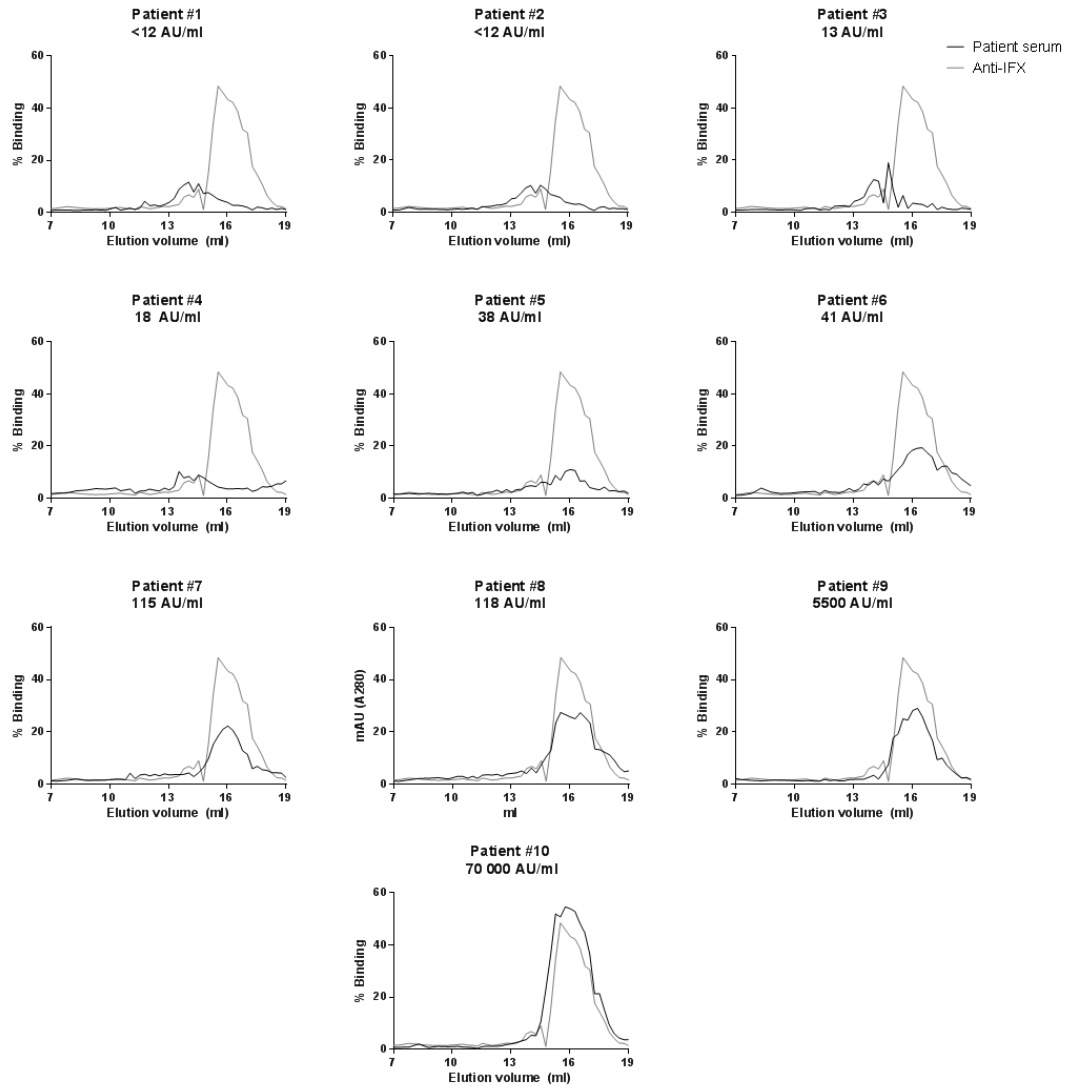 Patient #1
<12 AU/ml
60
40
20
0
% Binding
7 10 13 16 19
Elution volume (ml)
Patient #2
<12 AU/ml
60
40
20
0
% Binding
7 10 13 16 19
Elution volume (ml)
Patient #3
13 AU/ml
60
40
20
0
% Binding
7 10 13 16 19
Elution volume (ml)
Patient serum
Anti-IFX
Patient #4
18 AU/ml
60
40
20
0
% Binding
7 10 13 16 19
Elution volume (ml)
Patient #5
38 AU/ml
60
40
20
0
% Binding
7 10 13 16 19
Elution volume (ml)
Patient #6
41 AU/ml
60
40
20
0
% Binding
7 10 13 16 19
Elution volume (ml)
Patient #7
115 AU/ml
60
40
20
0
% Binding
7 10 13 16 19
Elution volume (ml)
Patient #8
118 AU/ml
60
40
20
0
mAU (A280)
7 10 13 16 19
ml
Patient #9
5500 AU/ml
60
40
20
0
% Binding
7 10 13 16 19
Elution volume (ml)
Patient #10
70 000 AU/ml
60
40
20
0
% Binding
7 10 13 16 19
Elution volume (ml)